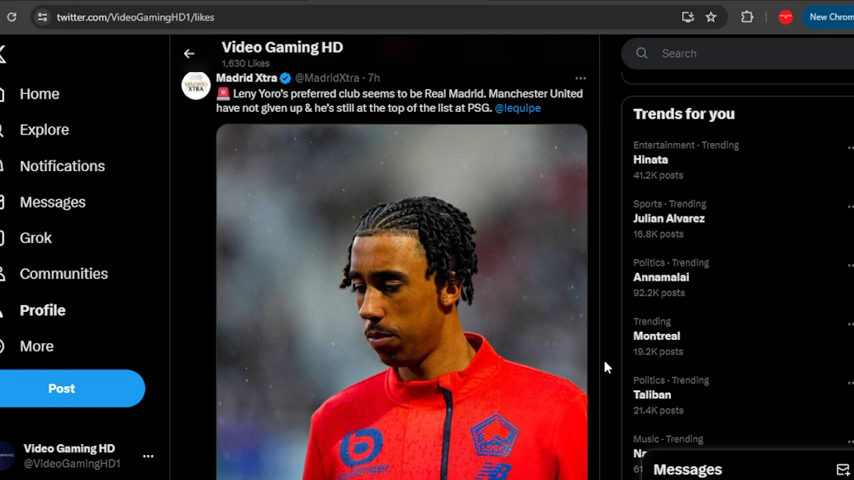 twitter.com/VideoGamingHD1/likes
New Chrom
Video Gaming HD
1,630 Likes
Search
Madrid Xtra @MadridXtra · 7h
🚨 Leny Yoro's preferred club seems to be Real Madrid. Manchester United
have not given up & he's still at the top of the list at PSG. @lequipe
Home
Explore
Notifications
Messages
Grok
Communities
Profile
More
Post
Video Gaming HD
@VideoGamingHD1
Trends for you
Entertainment · Trending
Hinata
41.2K posts
Sports · Trending
Julian Alvarez
16.8K posts
Politics · Trending
Annamalai
92.2K posts
Trending
Montreal
19.2K posts
Politics · Trending
Taliban
21.4K posts
Music · Trending
Na
61
Messages